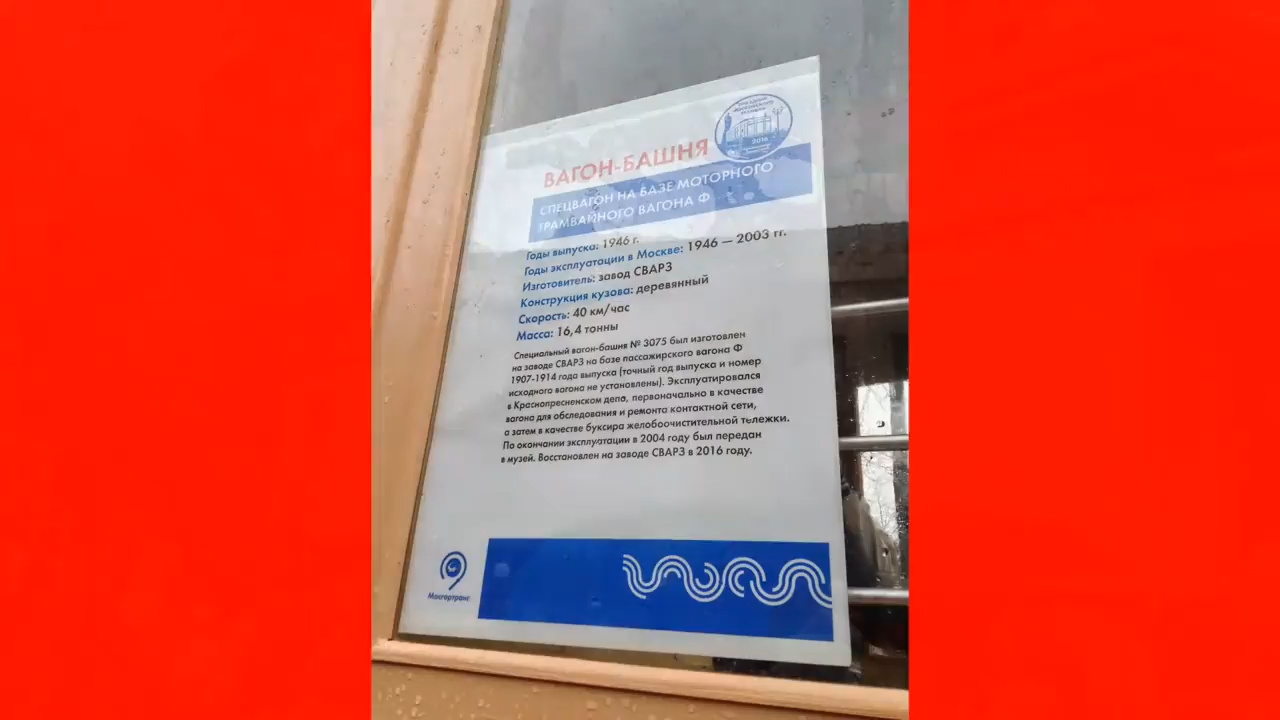 ВАГОН-БАШНЯ
2016
СПЕЦВАГОН НА БАЗЕ МОТОРНОГО
ТРАМВАЙНОГО ВАГОНА Ф
Годы выпуска: 1946 г.
Годы эксплуатации в Москве: 1946 — 2003 гг.
Изготовитель: завод СВАРЗ
Конструкция кузова: деревянный
Скорость: 40 км/час
Масса: 16,4 тонны
Специальный вагон-башня № 3075 был изготовлен
на заводе СВАРЗ на базе пассажирского вагона Ф
1907-1914 года выпуска (точный год выпуска и номер
исходного вагона не установлены). Эксплуатировался
в Краснопресненском депо, первоначально в качестве
вагона для обследования и ремонта контактной сети,
а затем в качестве буксира желобоочистительной тележки.
По окончании эксплуатации в 2004 году был передан
в музей. Восстановлен на заводе СВАРЗ в 2016 году.
Мосгортранс